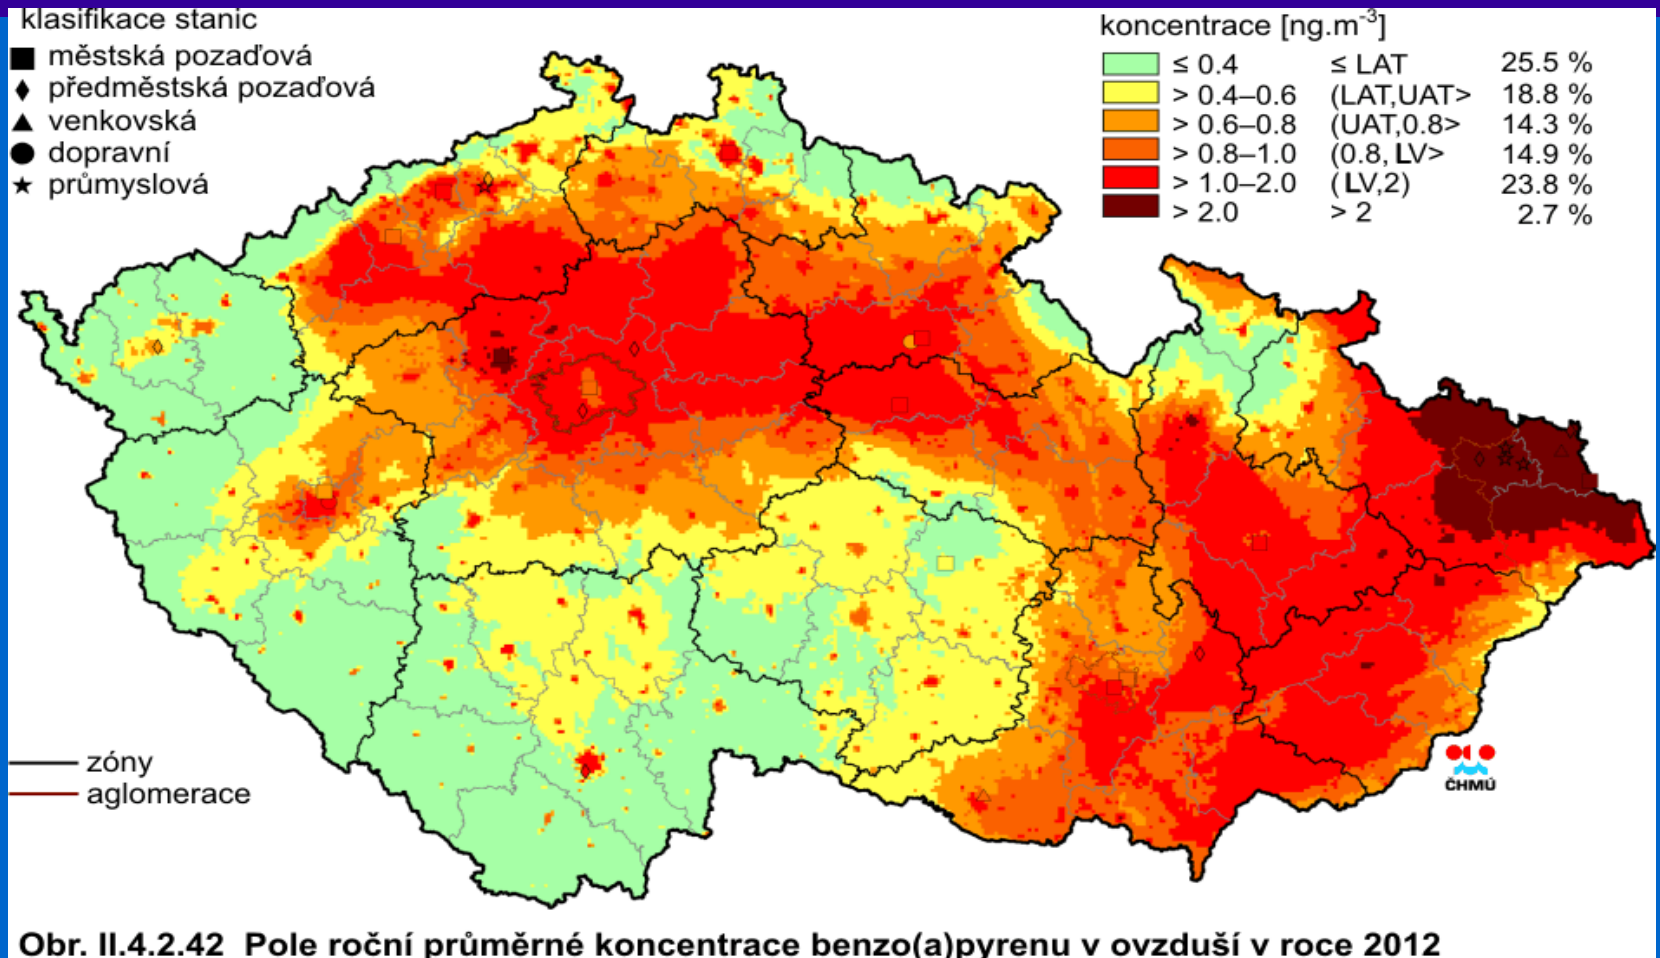 klasifikace stanic
městská pozaďová
předměstská pozaďová
venkovská
dopravní
průmyslová
koncentrace [ng.m⁻³]
≤ 0.4 ≤ LAT 25.5 %
> 0.4–0.6 (LAT,UAT> 18.8 %
> 0.6–0.8 (UAT,0.8> 14.3 %
> 0.8–1.0 (0.8, LV> 14.9 %
> 1.0–2.0 (LV,2) 23.8 %
> 2.0 > 2 2.7 %
zóny
aglomerace
ČHMÚ
Obr. II.4.2.42 Pole roční průměrné koncentrace benzo(a)pyrenu v ovzduší v roce 2012